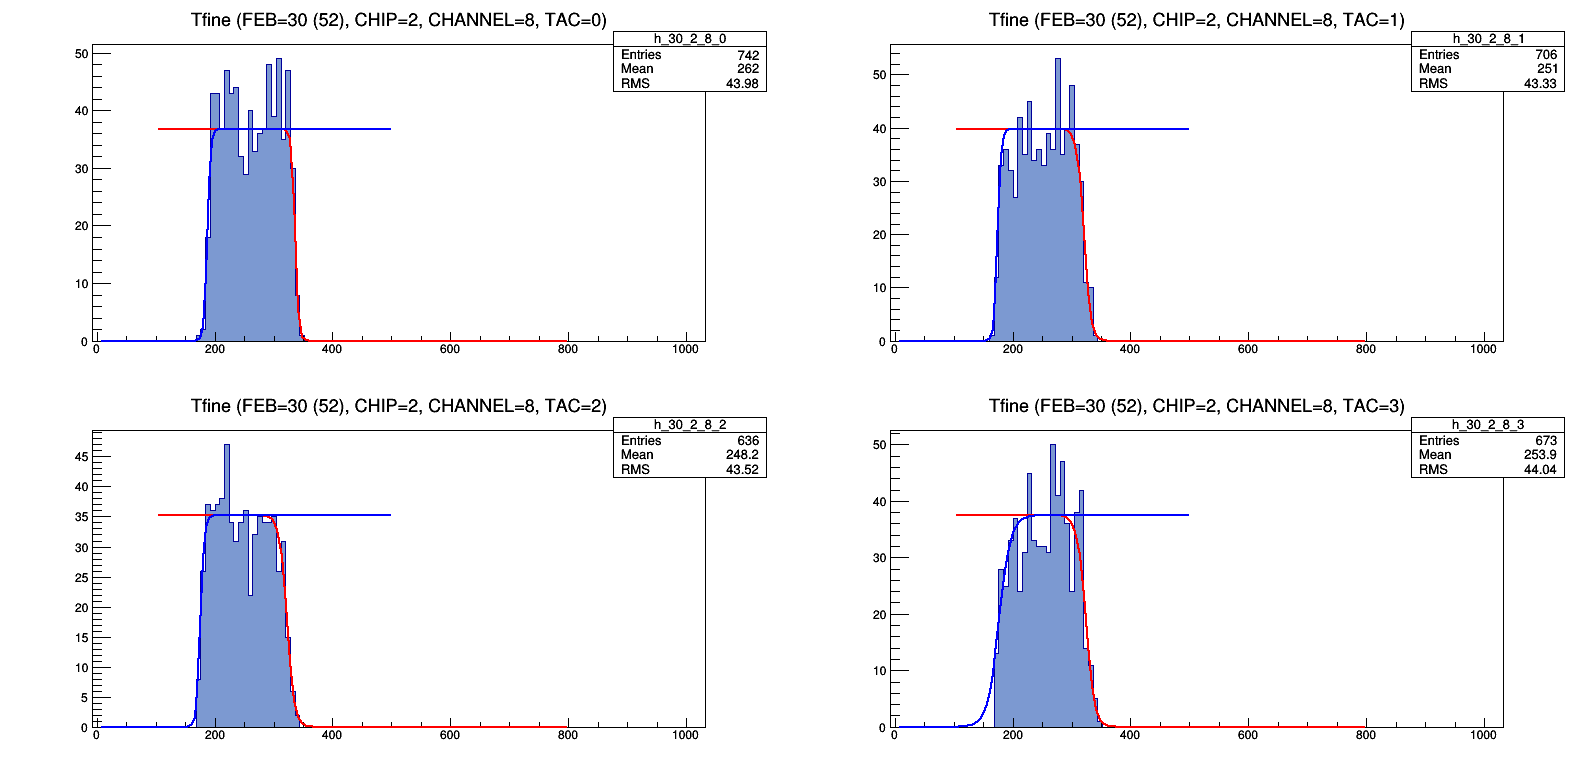 Tfine (FEB=30 (52), CHIP=2, CHANNEL=8, TAC=0)
h_30_2_8_0
Entries 742
Mean 262
RMS 43.98
50
40
30
20
10
0
0 200 400 600 800 1000
Tfine (FEB=30 (52), CHIP=2, CHANNEL=8, TAC=1)
h_30_2_8_1
Entries 706
Mean 251
RMS 43.33
50
40
30
20
10
0
0 200 400 600 800 1000
Tfine (FEB=30 (52), CHIP=2, CHANNEL=8, TAC=2)
h_30_2_8_2
Entries 636
Mean 248.2
RMS 43.52
45
40
35
30
25
20
15
10
5
0
0 200 400 600 800 1000
Tfine (FEB=30 (52), CHIP=2, CHANNEL=8, TAC=3)
h_30_2_8_3
Entries 673
Mean 253.9
RMS 44.04
50
40
30
20
10
0
0 200 400 600 800 1000